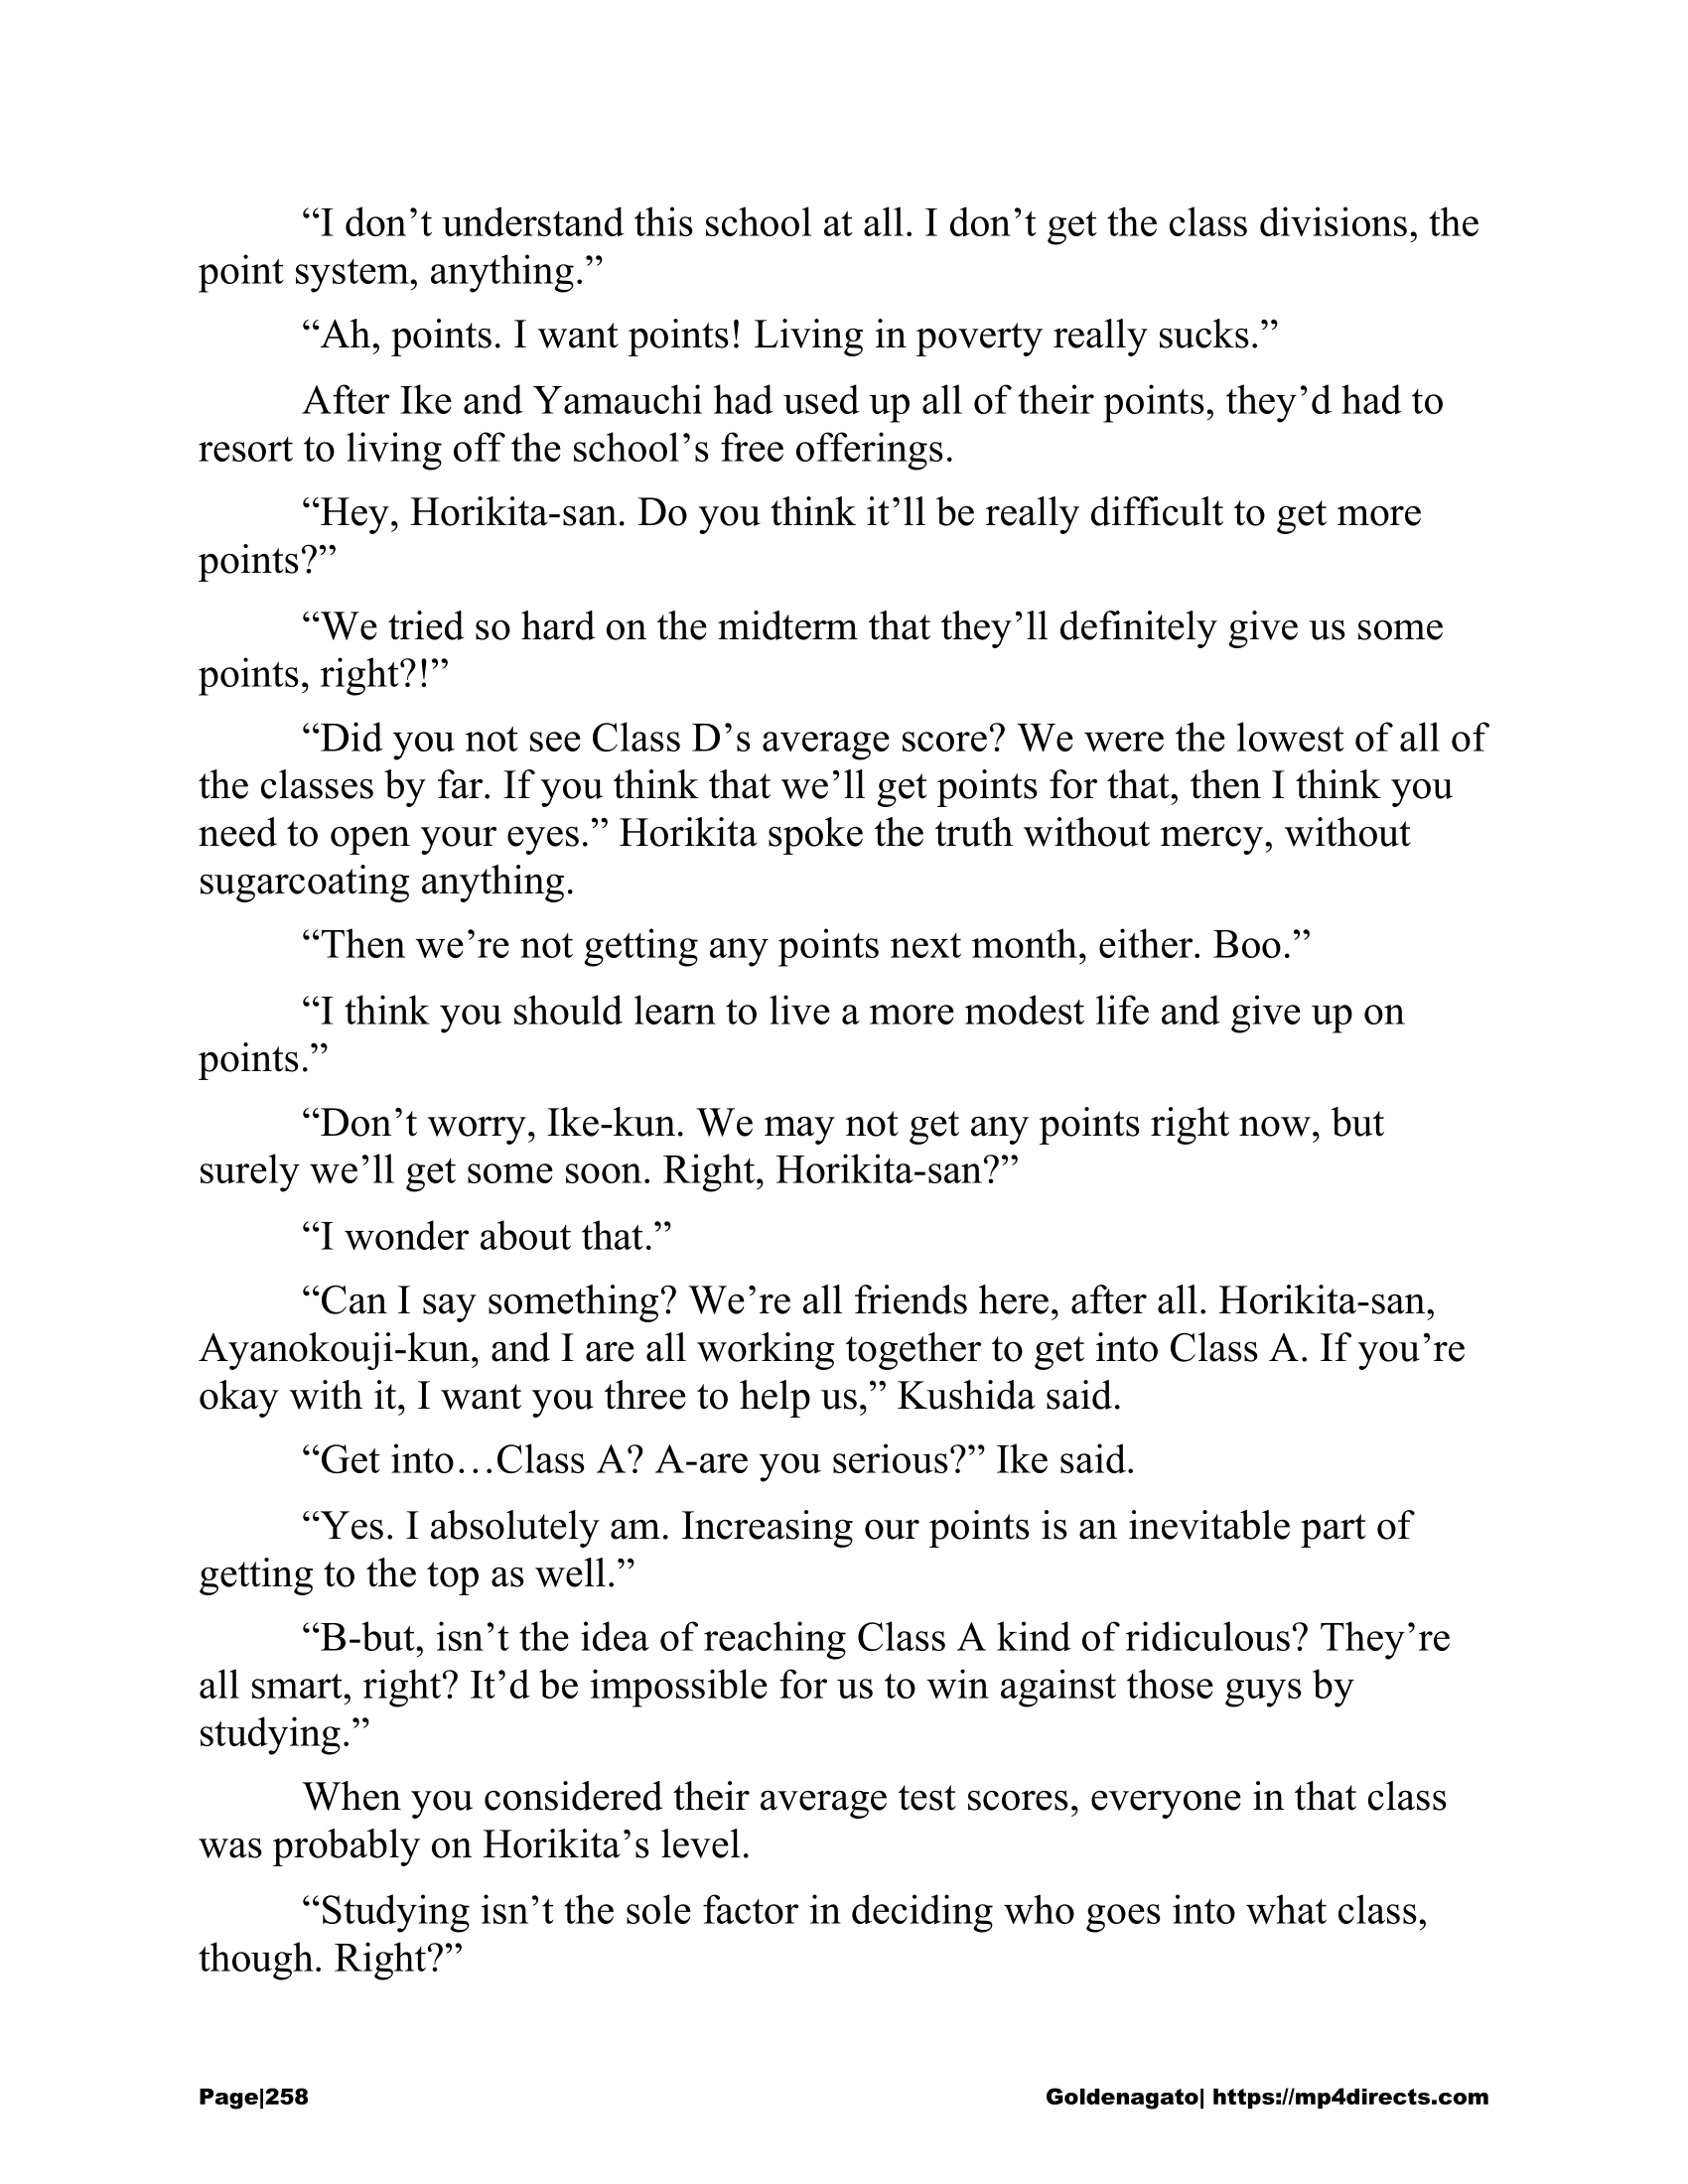 “I don’t understand this school at all. I don’t get the class divisions, the
point system, anything.”
“Ah, points. I want points! Living in poverty really sucks.”
After Ike and Yamauchi had used up all of their points, they’d had to
resort to living off the school’s free offerings.
“Hey, Horikita-san. Do you think it’ll be really difficult to get more
points?”
“We tried so hard on the midterm that they’ll definitely give us some
points, right?!”
“Did you not see Class D’s average score? We were the lowest of all of
the classes by far. If you think that we’ll get points for that, then I think you
need to open your eyes.” Horikita spoke the truth without mercy, without
sugarcoating anything.
“Then we’re not getting any points next month, either. Boo.”
“I think you should learn to live a more modest life and give up on
points.”
“Don’t worry, Ike-kun. We may not get any points right now, but
surely we’ll get some soon. Right, Horikita-san?”
“I wonder about that.”
“Can I say something? We’re all friends here, after all. Horikita-san,
Ayanokouji-kun, and I are all working together to get into Class A. If you’re
okay with it, I want you three to help us,” Kushida said.
“Get into…Class A? A-are you serious?” Ike said.
“Yes. I absolutely am. Increasing our points is an inevitable part of
getting to the top as well.”
“B-but, isn’t the idea of reaching Class A kind of ridiculous? They’re
all smart, right? It’d be impossible for us to win against those guys by
studying.”
When you considered their average test scores, everyone in that class
was probably on Horikita’s level.
“Studying isn’t the sole factor in deciding who goes into what class,
though. Right?”
Page|258 Goldenagato| https://mp4directs.com